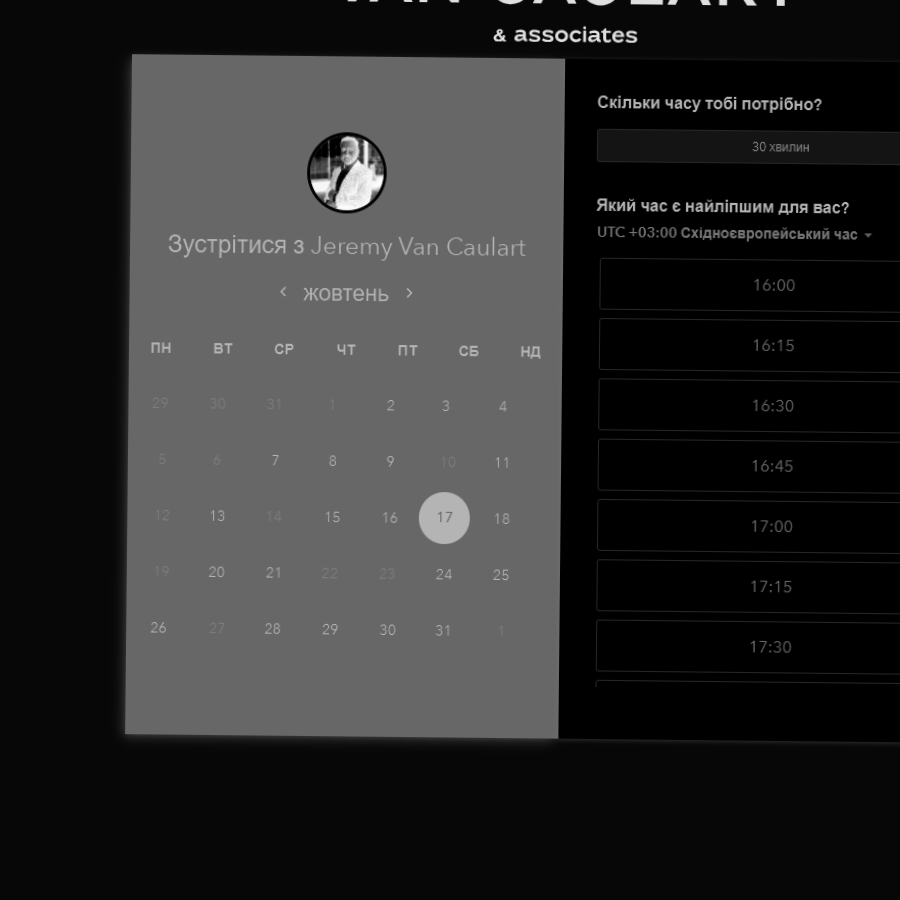 VAN CAULART
& associates
Зустрітися з Jeremy Van Caulart
жовтень
ПН ВТ СР ЧТ ПТ СБ НД
29 30 31 1 2 3 4
5 6 7 8 9 10 11
12 13 14 15 16 17 18
19 20 21 22 23 24 25
26 27 28 29 30 31 1
Скільки часу тобі потрібно?
30 хвилин
Який час є найліпшим для вас?
UTC +03:00 Східноєвропейський час
16:00
16:15
16:30
16:45
17:00
17:15
17:30